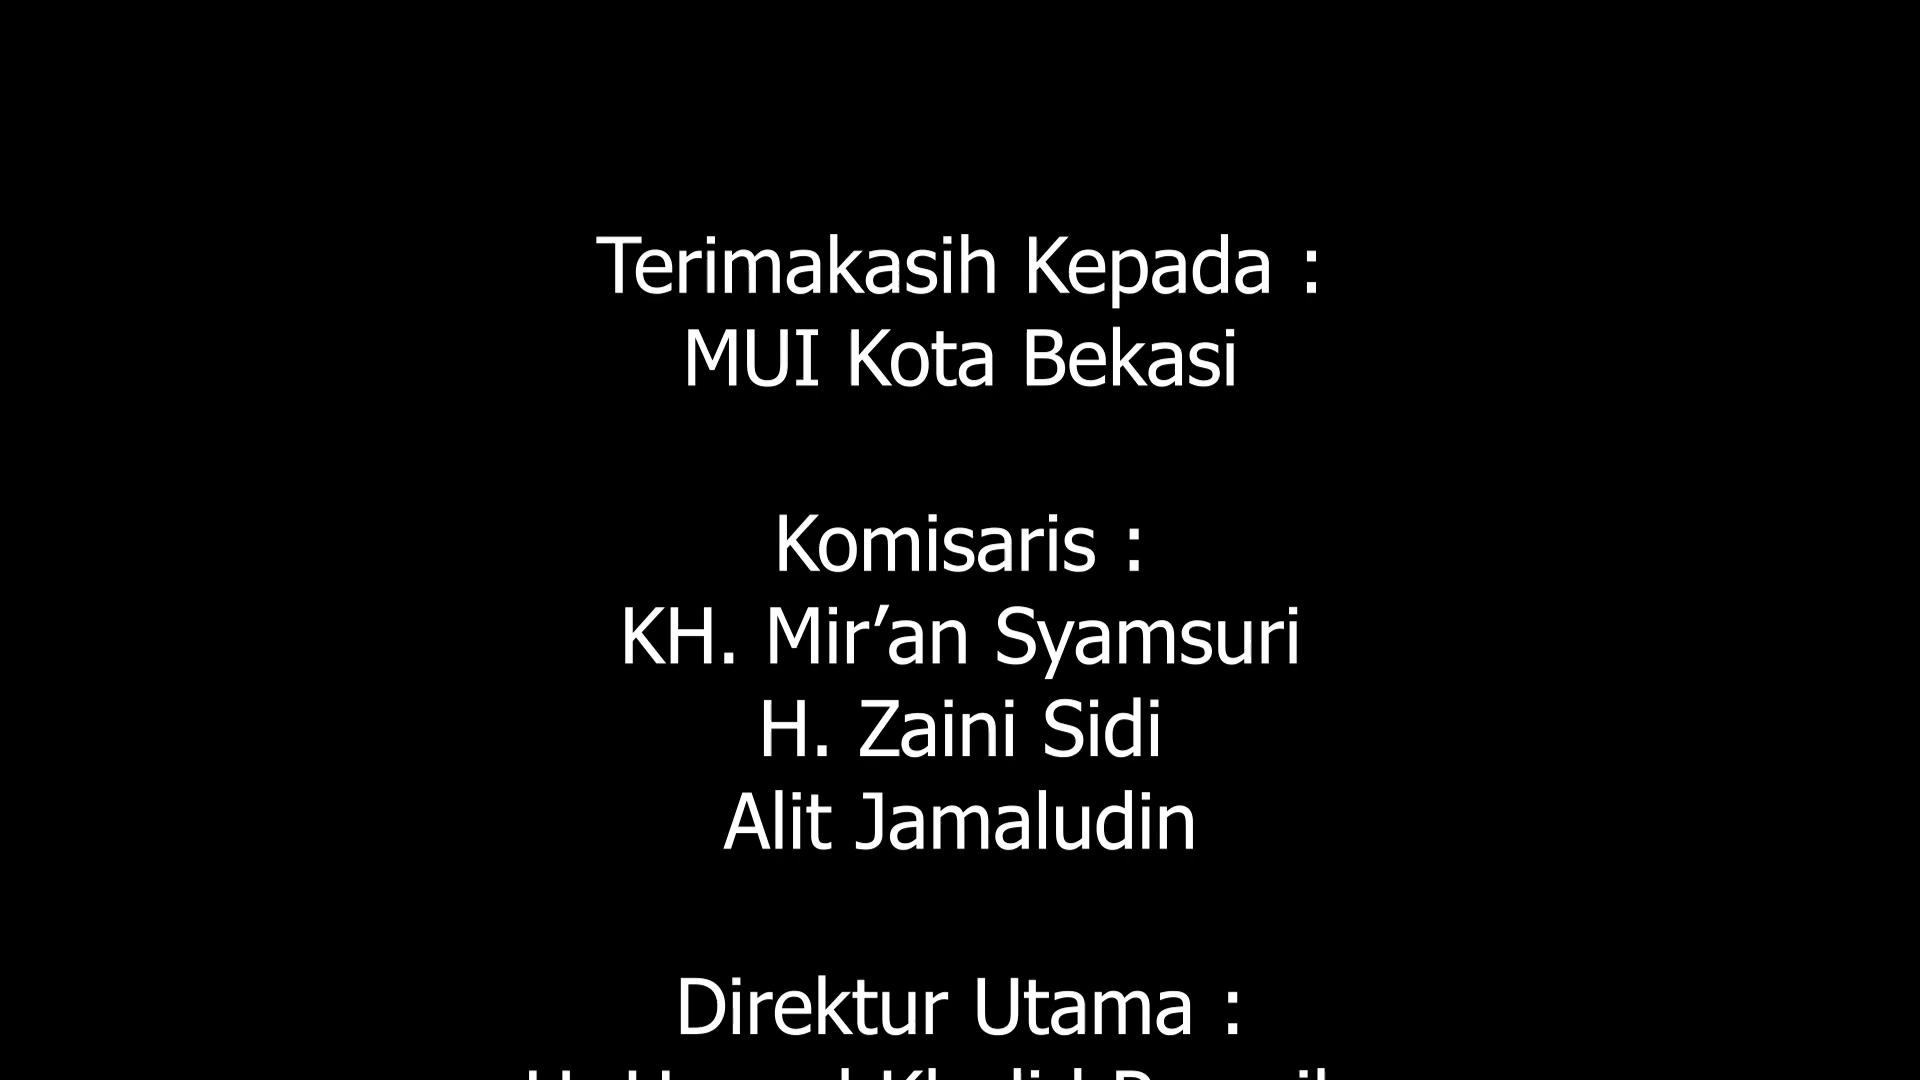 Terimakasih Kepada :
MUI Kota Bekasi
Komisaris :
KH. Mir’an Syamsuri
H. Zaini Sidi
Alit Jamaludin
Direktur Utama :